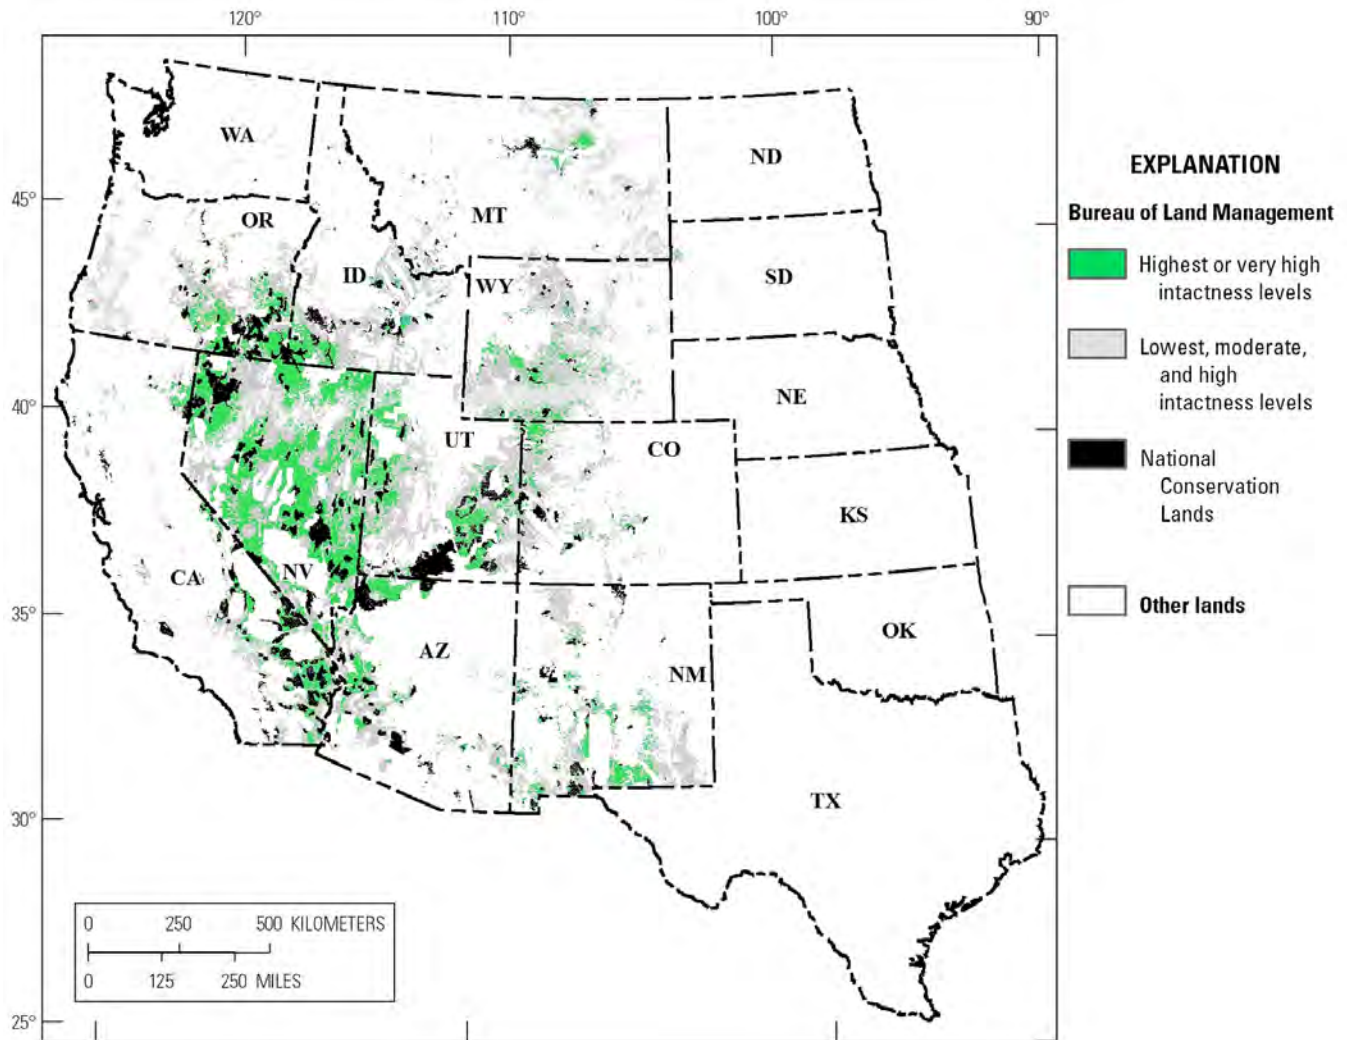 120° 110° 100° 90°
WA
ND
45°
OR
MT
ID
WY
SD
40°
NE
UT
CO
KS
CA
NV
35°
AZ
OK
NM
30°
TX
0 250 500 KILOMETERS
0 125 250 MILES
25°
EXPLANATION
Bureau of Land Management
Highest or very high
intactness levels
Lowest, moderate,
and high
intactness levels
National
Conservation
Lands
Other lands